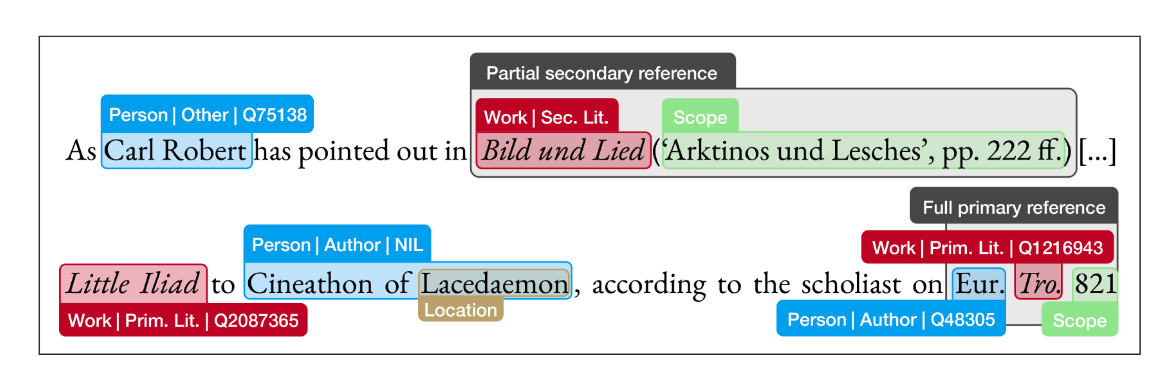 Partial secondary reference
Person | Other | Q75138
Work | Sec. Lit.
Scope
As Carl Robert has pointed out in Bild und Lied (‘Arktinos und Lesches’, pp. 222 ff.) [...]
Full primary reference
Person | Author | NIL
Work | Prim. Lit. | Q1216943
Little Iliad to Cineathon of Lacedaemon, according to the scholiast on Eur. Tro. 821
Location
Work | Prim. Lit. | Q2087365
Person | Author | Q48305
Scope